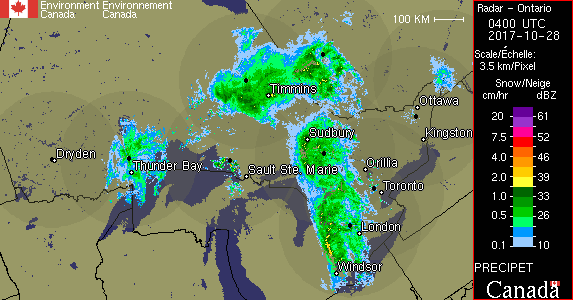 Environment Environnement
Canada Canada
100 KM
Timmins
Ottawa
Sudbury
Kingston
Dryden
Thunder Bay
Sault Ste. Marie
Orillia
Toronto
London
Windsor
Radar - Ontario
0400 UTC
2017-10-28
Scale/Échelle:
3.5 km/Pixel
Snow/Neige
cm/hr dBZ
20 61
7.5 52
4.0 46
2.0 39
1.0 33
0.5 26
0.1 10
PRECIPET
Canada